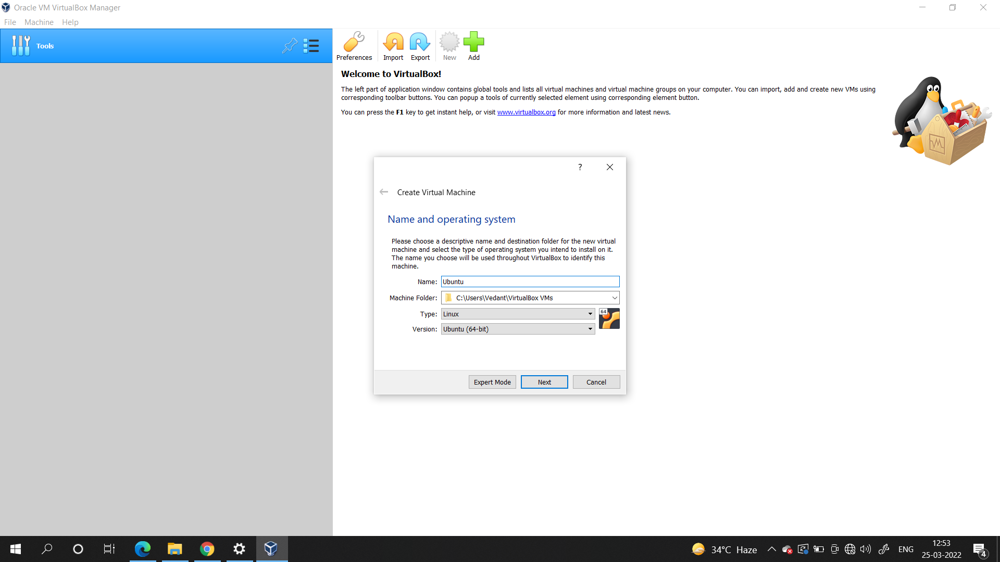 Oracle VM VirtualBox Manager
File Machine Help
Tools
Preferences Import Export New Add
Welcome to VirtualBox!
The left part of application window contains global tools and lists all virtual machines and virtual machine groups on your computer. You can import, add and create new VMs using
corresponding toolbar buttons. You can popup a tools of currently selected element using corresponding element button.
You can press the F1 key to get instant help, or visit www.virtualbox.org for more information and latest news.
?
Create Virtual Machine
Name and operating system
Please choose a descriptive name and destination folder for the new virtual
machine and select the type of operating system you intend to install on it.
The name you choose will be used throughout VirtualBox to identify this
machine.
Name: Ubuntu
Machine Folder: C:\Users\Vedant\VirtualBox VMs
Type: Linux
64
Version: Ubuntu (64-bit)
Expert Mode Next Cancel
34°C Haze
ENG
12:53
25-03-2022
4